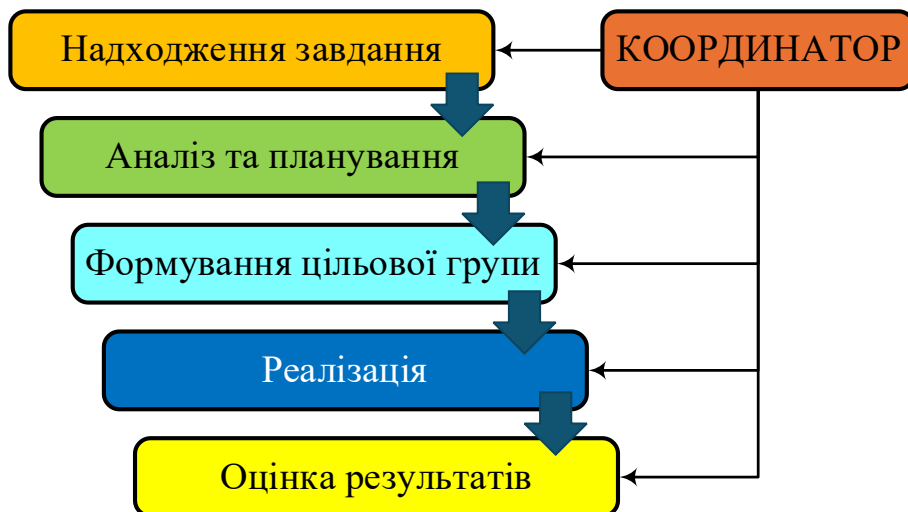 Надходження завдання
КООРДИНАТОР
Аналіз та планування
Формування цільової групи
Реалізація
Оцінка результатів